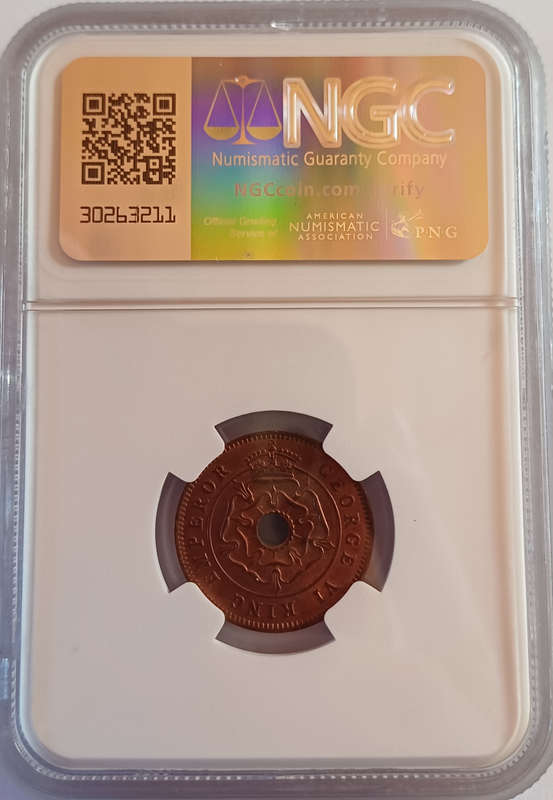 NGC
Numismatic Guaranty Company
NGCcoin.com/verify
30263211
Official Grading
Service of
AMERICAN
NUMISMATIC
ASSOCIATION
PNG
GEORGE VI KING EMPEROR